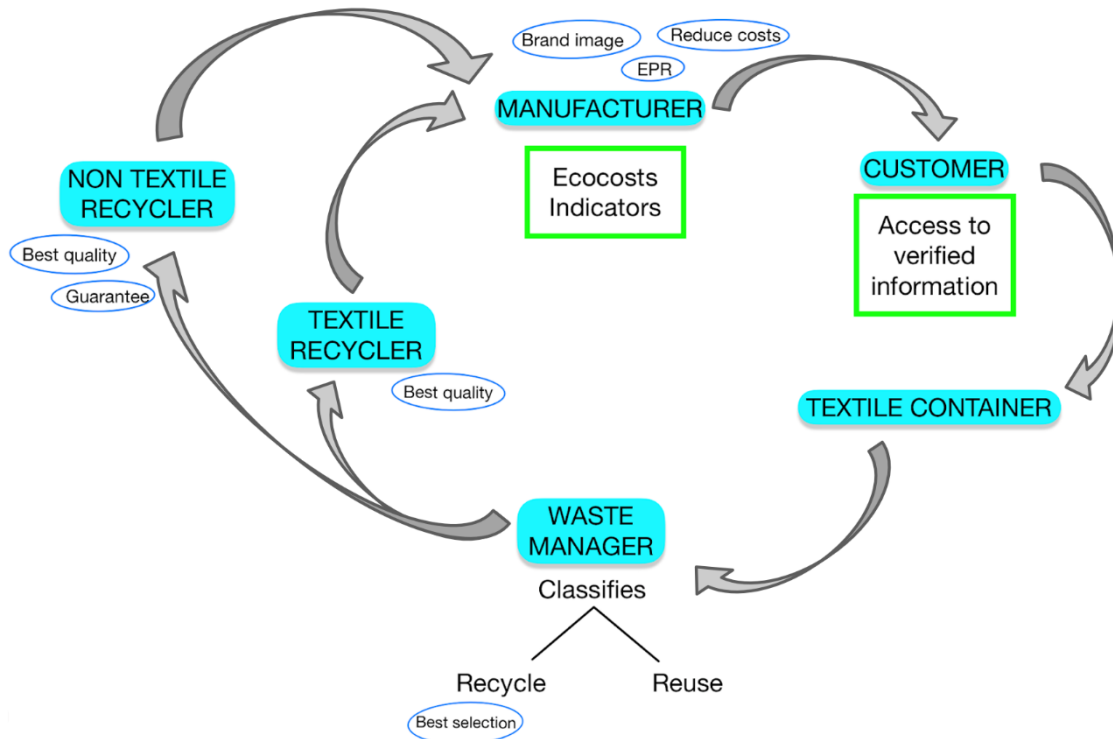 Brand image
Reduce costs
EPR
MANUFACTURER
Ecocosts
Indicators
CUSTOMER
Access to
verified
information
NON TEXTILE
RECYCLER
Best quality
Guarantee
TEXTILE
RECYCLER
Best quality
TEXTILE CONTAINER
WASTE
MANAGER
Classifies
Recycle
Reuse
Best selection